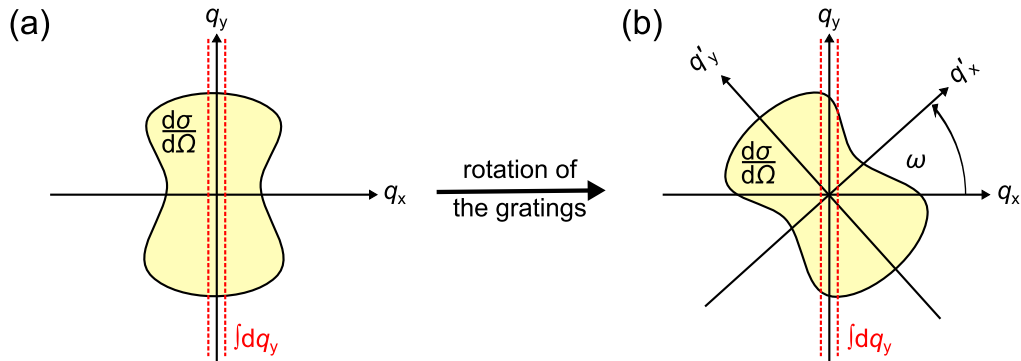 (a)
q_y
dσ
dΩ
q_x
∫dq_y
rotation of
the gratings
(b)
q_y
q'_y
q'_x
dσ
dΩ
ω
q_x
∫dq_y